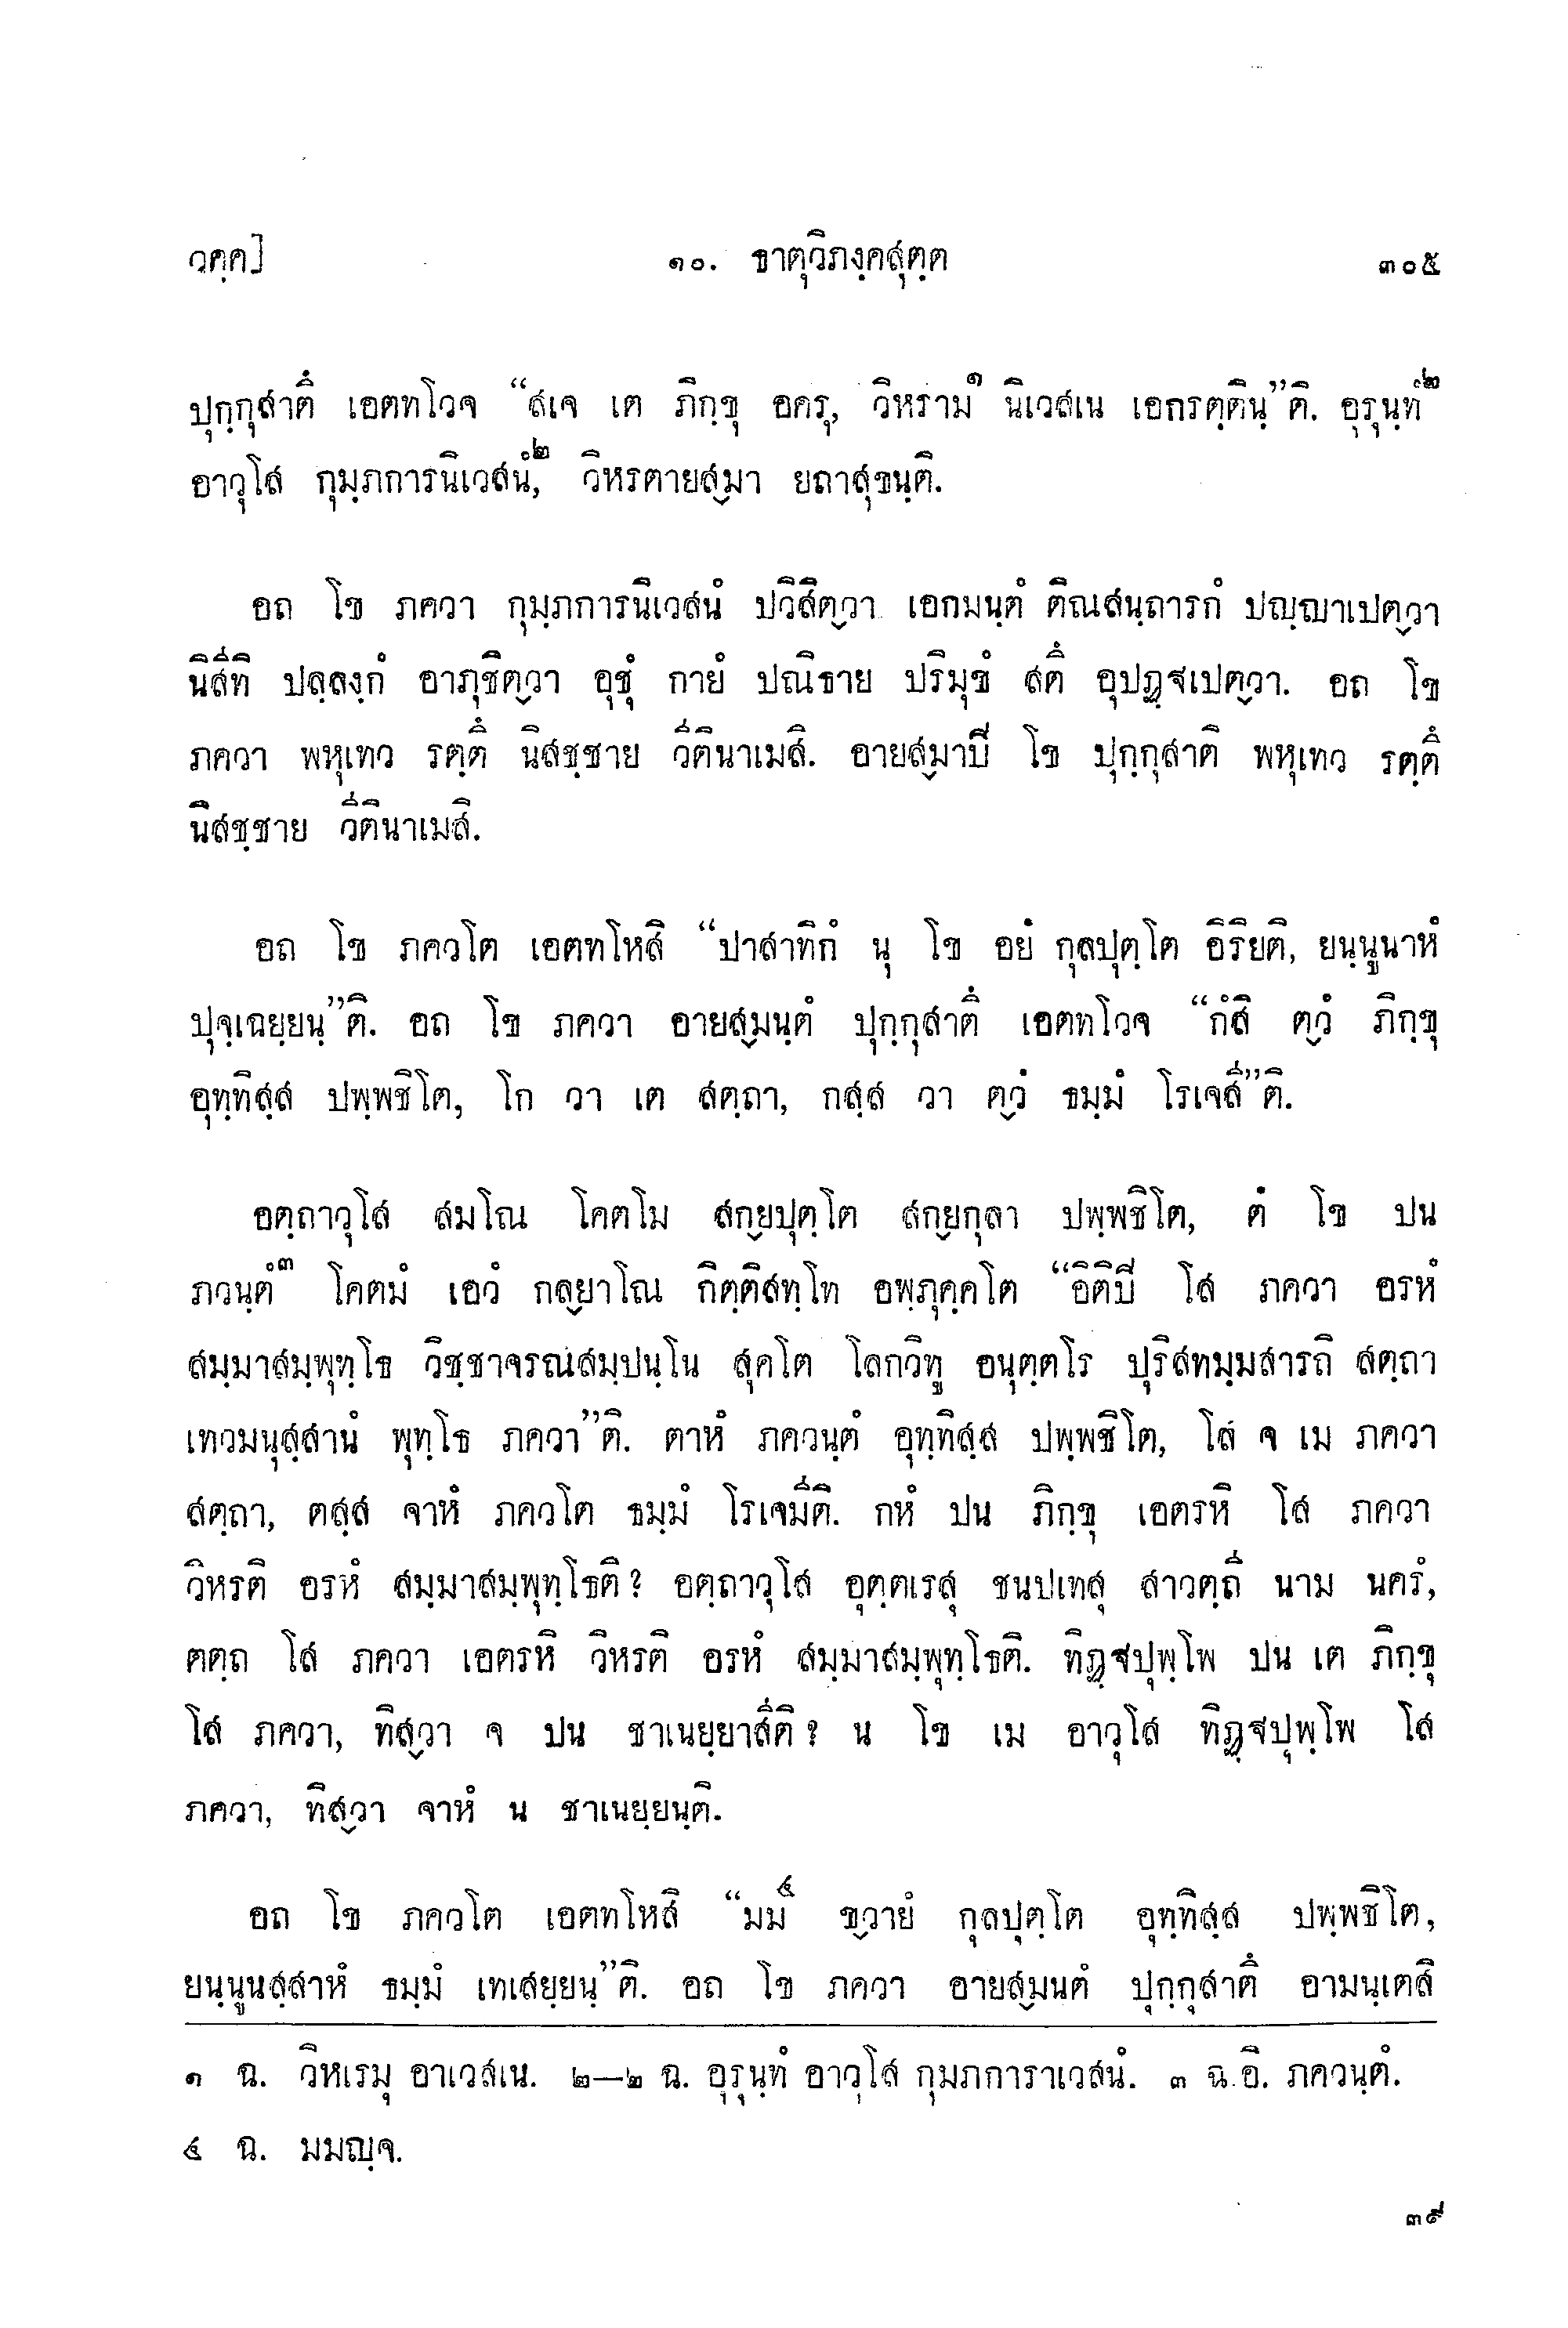 วคฺค]
๑๐. ธาตุวิภงฺคสุตฺต
๓๐๕
ปุกฺกุสาตึ เอตทโวจ “สเจ เต ภิกฺขุ อครุ, วิหราม๑ นิเวสเน เอกรตฺตินฺ”ติ. อุรุนฺทํ๒
อาวุโส กุมฺภการนิเวสนํ,๒ วิหรตายสฺมา ยถาสุขนฺติ.
อถ โข ภควา กุมฺภการนิเวสนํ ปวิสิตฺวา เอกมนฺตํ ติณสนฺถารกํ ปญฺญาเปตฺวา
นิสีทิ ปลฺลงฺกํ อาภุชิตฺวา อุชุํ กายํ ปณิธาย ปริมุขํ สตึ อุปฏฺฐเปตฺวา. อถ โข
ภควา พหุเทว รตฺตึ นิสชฺชาย วีตินาเมสิ. อายสฺมาปิ โข ปุกฺกุสาติ พหุเทว รตฺตึ
นิสชฺชาย วีตินาเมสิ.
อถ โข ภควโต เอตทโหสิ “ปาสาทิกํ นุ โข อยํ กุลปุตฺโต อิริยติ, ยนฺนูนาหํ
ปุจฺเฉยฺยนฺ”ติ. อถ โข ภควา อายสฺมนฺตํ ปุกฺกุสาตึ เอตทโวจ “กํสิ ตฺวํ ภิกฺขุ
อุทฺทิสฺส ปพฺพชิโต, โก วา เต สตฺถา, กสฺส วา ตฺวํ ธมฺมํ โรเจสี”ติ.
อตฺถาวุโส สมโณ โคตโม สกฺยปุตฺโต สกฺยกุลา ปพฺพชิโต, ตํ โข ปน
ภวนฺตํ๓ โคตมํ เอวํ กลฺยาโณ กิตฺติสทฺโท อพฺภุคฺคโต “อิติปิ โส ภควา อรหํ
สมฺมาสมฺพุทฺโธ วิชฺชาจรณสมฺปนฺโน สุคโต โลกวิทู อนุตฺตโร ปุริสทมฺมสารถิ สตฺถา
เทวมนุสฺสานํ พุทฺโธ ภควา”ติ. ตาหํ ภควนฺตํ อุทฺทิสฺส ปพฺพชิโต, โส จ เม ภควา
สตฺถา, ตสฺส จาหํ ภควโต ธมฺมํ โรเจมีติ. กหํ ปน ภิกฺขุ เอตรหิ โส ภควา
วิหรติ อรหํ สมฺมาสมฺพุทฺโธติ? อตฺถาวุโส อุตฺตเรสุ ชนปเทสุ สาวตฺถี นาม นครํ,
ตตฺถ โส ภควา เอตรหิ วิหรติ อรหํ สมฺมาสมฺพุทฺโธติ. ทิฏฺฐปุพฺโพ ปน เต ภิกฺขุ
โส ภควา, ทิสฺวา จ ปน ชาเนยฺยาสีติ? น โข เม อาวุโส ทิฏฺฐปุพฺโพ โส
ภควา, ทิสฺวา จาหํ น ชาเนยฺยนฺติ.
อถ โข ภควโต เอตทโหสิ “มมํ๔ ขฺวายํ กุลปุตฺโต อุทฺทิสฺส ปพฺพชิโต,
ยนฺนูนสฺสาหํ ธมฺมํ เทเสยฺยนฺ”ติ. อถ โข ภควา อายสฺมนตํ ปุกฺกุสาตึ อามนฺเตสิ
๑ ฉ. วิหเรมุ อาเวสเน. ๒—๒ ฉ. อุรุนฺทํ อาวุโส กุมภการาเวสนํ. ๓ ฉ.อิ. ภควนฺตํ.
๔ ฉ. มมญฺจ.
๓๙